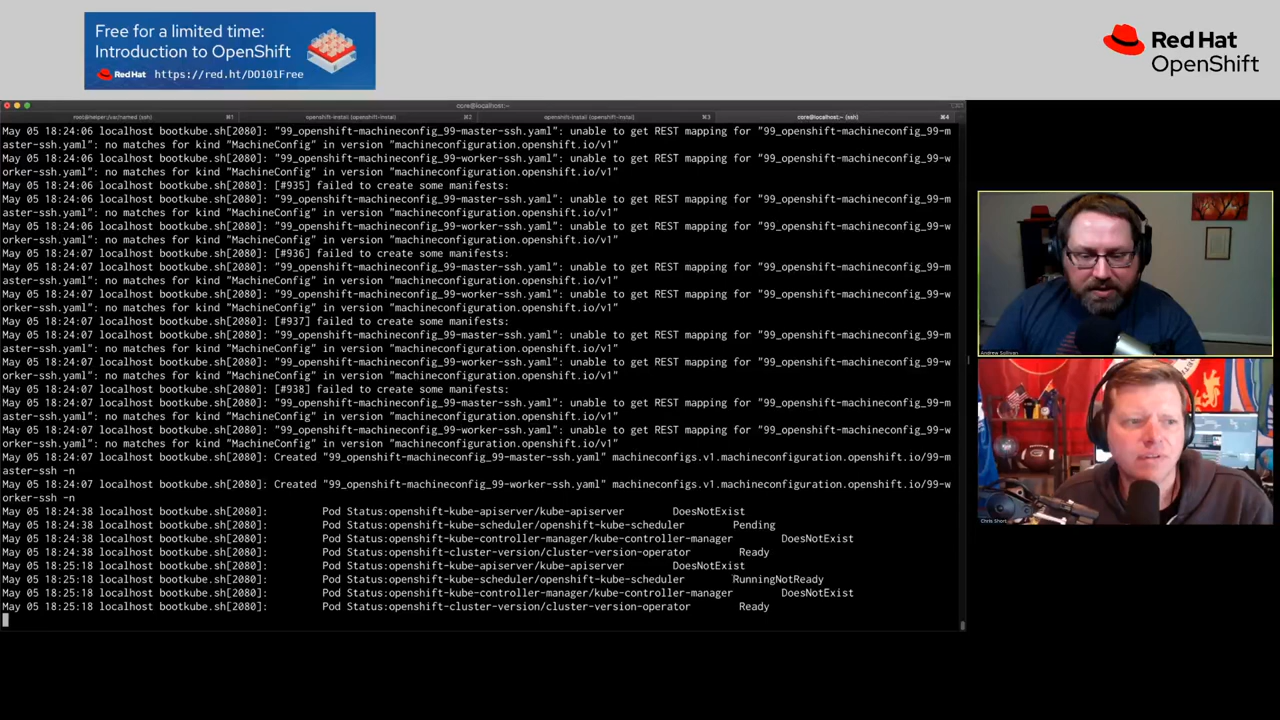 Free for a limited time:
Introduction to OpenShift
Red Hat https://red.ht/DO101Free
Red Hat
OpenShift
core@localhost:~
root@helper:/var/named (ssh) ⌘1 openshift-install (openshift-instal) ⌘2 openshift-install (openshift-instal) ⌘3 core@localhost:~ (ssh) ⌘4
May 05 18:24:06 localhost bootkube.sh[2080]: "99_openshift-machineconfig_99-master-ssh.yaml": unable to get REST mapping for "99_openshift-machineconfig_99-m
aster-ssh.yaml": no matches for kind "MachineConfig" in version "machineconfiguration.openshift.io/v1"
May 05 18:24:06 localhost bootkube.sh[2080]: "99_openshift-machineconfig_99-worker-ssh.yaml": unable to get REST mapping for "99_openshift-machineconfig_99-w
orker-ssh.yaml": no matches for kind "MachineConfig" in version "machineconfiguration.openshift.io/v1"
May 05 18:24:06 localhost bootkube.sh[2080]: [#935] failed to create some manifests:
May 05 18:24:06 localhost bootkube.sh[2080]: "99_openshift-machineconfig_99-master-ssh.yaml": unable to get REST mapping for "99_openshift-machineconfig_99-m
aster-ssh.yaml": no matches for kind "MachineConfig" in version "machineconfiguration.openshift.io/v1"
May 05 18:24:06 localhost bootkube.sh[2080]: "99_openshift-machineconfig_99-worker-ssh.yaml": unable to get REST mapping for "99_openshift-machineconfig_99-w
orker-ssh.yaml": no matches for kind "MachineConfig" in version "machineconfiguration.openshift.io/v1"
May 05 18:24:07 localhost bootkube.sh[2080]: [#936] failed to create some manifests:
May 05 18:24:07 localhost bootkube.sh[2080]: "99_openshift-machineconfig_99-master-ssh.yaml": unable to get REST mapping for "99_openshift-machineconfig_99-m
aster-ssh.yaml": no matches for kind "MachineConfig" in version "machineconfiguration.openshift.io/v1"
May 05 18:24:07 localhost bootkube.sh[2080]: "99_openshift-machineconfig_99-worker-ssh.yaml": unable to get REST mapping for "99_openshift-machineconfig_99-w
orker-ssh.yaml": no matches for kind "MachineConfig" in version "machineconfiguration.openshift.io/v1"
May 05 18:24:07 localhost bootkube.sh[2080]: [#937] failed to create some manifests:
May 05 18:24:07 localhost bootkube.sh[2080]: "99_openshift-machineconfig_99-master-ssh.yaml": unable to get REST mapping for "99_openshift-machineconfig_99-m
aster-ssh.yaml": no matches for kind "MachineConfig" in version "machineconfiguration.openshift.io/v1"
May 05 18:24:07 localhost bootkube.sh[2080]: "99_openshift-machineconfig_99-worker-ssh.yaml": unable to get REST mapping for "99_openshift-machineconfig_99-w
orker-ssh.yaml": no matches for kind "MachineConfig" in version "machineconfiguration.openshift.io/v1"
May 05 18:24:07 localhost bootkube.sh[2080]: [#938] failed to create some manifests:
May 05 18:24:07 localhost bootkube.sh[2080]: "99_openshift-machineconfig_99-master-ssh.yaml": unable to get REST mapping for "99_openshift-machineconfig_99-m
aster-ssh.yaml": no matches for kind "MachineConfig" in version "machineconfiguration.openshift.io/v1"
May 05 18:24:07 localhost bootkube.sh[2080]: "99_openshift-machineconfig_99-worker-ssh.yaml": unable to get REST mapping for "99_openshift-machineconfig_99-w
orker-ssh.yaml": no matches for kind "MachineConfig" in version "machineconfiguration.openshift.io/v1"
May 05 18:24:07 localhost bootkube.sh[2080]: Created "99_openshift-machineconfig_99-master-ssh.yaml" machineconfigs.v1.machineconfiguration.openshift.io/99-m
aster-ssh -n
May 05 18:24:07 localhost bootkube.sh[2080]: Created "99_openshift-machineconfig_99-worker-ssh.yaml" machineconfigs.v1.machineconfiguration.openshift.io/99-w
orker-ssh -n
May 05 18:24:38 localhost bootkube.sh[2080]: Pod Status:openshift-kube-apiserver/kube-apiserver DoesNotExist
May 05 18:24:38 localhost bootkube.sh[2080]: Pod Status:openshift-kube-scheduler/openshift-kube-scheduler Pending
May 05 18:24:38 localhost bootkube.sh[2080]: Pod Status:openshift-kube-controller-manager/kube-controller-manager DoesNotExist
May 05 18:24:38 localhost bootkube.sh[2080]: Pod Status:openshift-cluster-version/cluster-version-operator Ready
May 05 18:25:18 localhost bootkube.sh[2080]: Pod Status:openshift-kube-apiserver/kube-apiserver DoesNotExist
May 05 18:25:18 localhost bootkube.sh[2080]: Pod Status:openshift-kube-scheduler/openshift-kube-scheduler RunningNotReady
May 05 18:25:18 localhost bootkube.sh[2080]: Pod Status:openshift-kube-controller-manager/kube-controller-manager DoesNotExist
May 05 18:25:18 localhost bootkube.sh[2080]: Pod Status:openshift-cluster-version/cluster-version-operator Ready
Andrew Sullivan
Chris Short